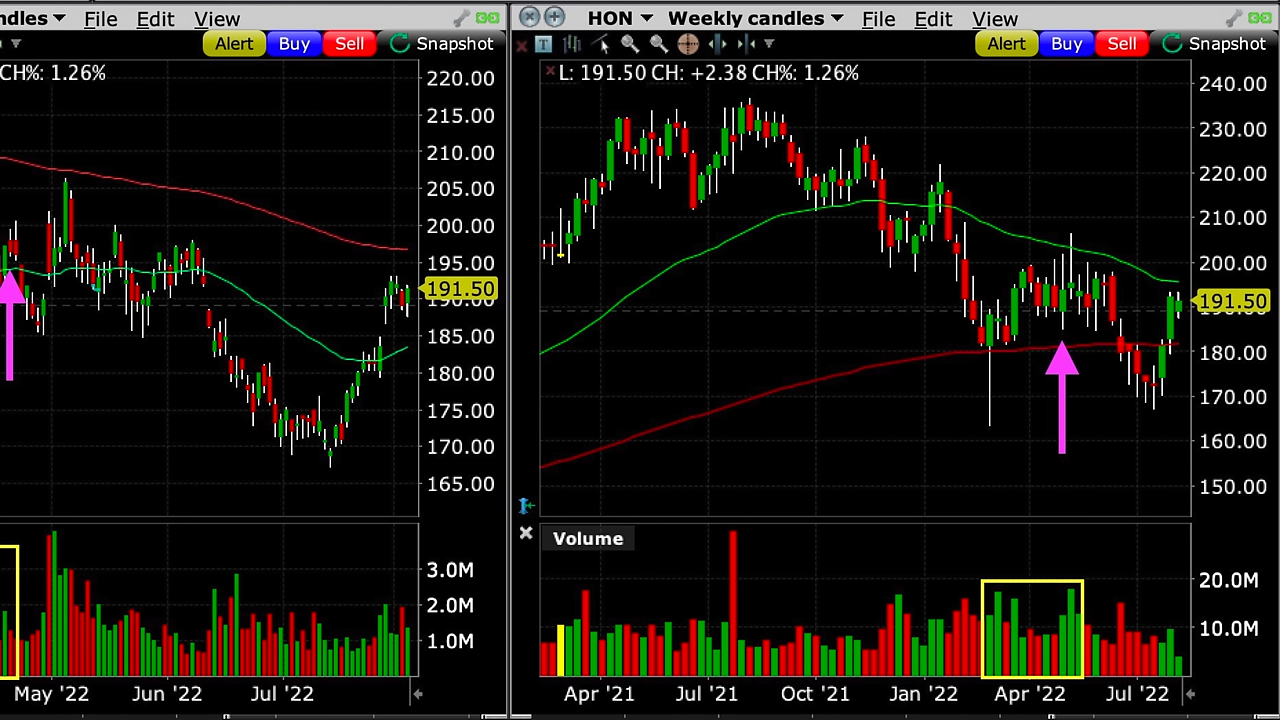 ndles File Edit View
Alert Buy Sell Snapshot
CH%: 1.26%
220.00
215.00
210.00
205.00
200.00
195.00
191.50
185.00
180.00
175.00
170.00
165.00
3.0M
2.0M
1.0M
May '22 Jun '22 Jul '22
HON Weekly candles File Edit View
T Alert Buy Sell Snapshot
L: 191.50 CH: +2.38 CH%: 1.26%
240.00
230.00
220.00
210.00
200.00
191.50
180.00
170.00
160.00
150.00
Volume
20.0M
10.0M
Apr '21 Jul '21 Oct '21 Jan '22 Apr '22 Jul '22